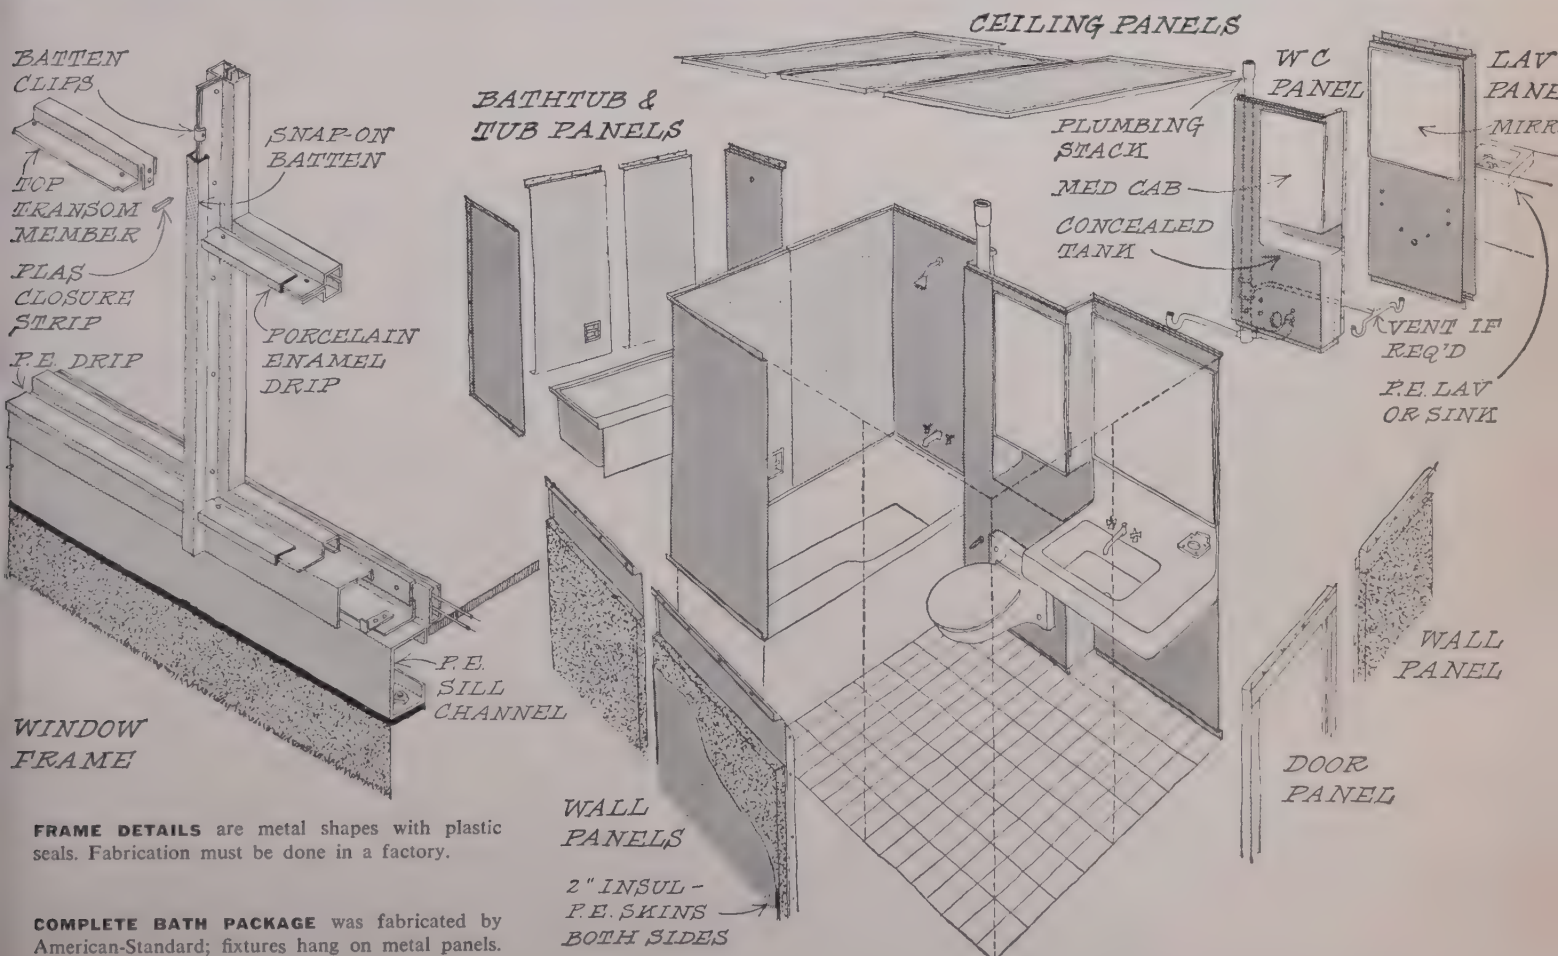 BATTEN
CLIPS
TOP
TRANSOM
MEMBER
PLAS
CLOSURE
STRIP
P.E. DRIP
SNAP-ON
BATTEN
PORCELAIN
ENAMEL
DRIP
P.E.
SILL
CHANNEL
WINDOW
FRAME
FRAME DETAILS are metal shapes with plastic
seals. Fabrication must be done in a factory.
COMPLETE BATH PACKAGE was fabricated by
American-Standard; fixtures hang on metal panels.
BATHTUB &
TUB PANELS
CEILING PANELS
PLUMBING
STACK
MED CAB
CONCEALED
TANK
WC
PANEL
LAV
PANE
MIRR
VENT IF
REQ'D
P.E. LAV
OR SINK
WALL
PANEL
DOOR
PANEL
WALL
PANELS
2" INSUL -
P.E. SKINS
BOTH SIDES